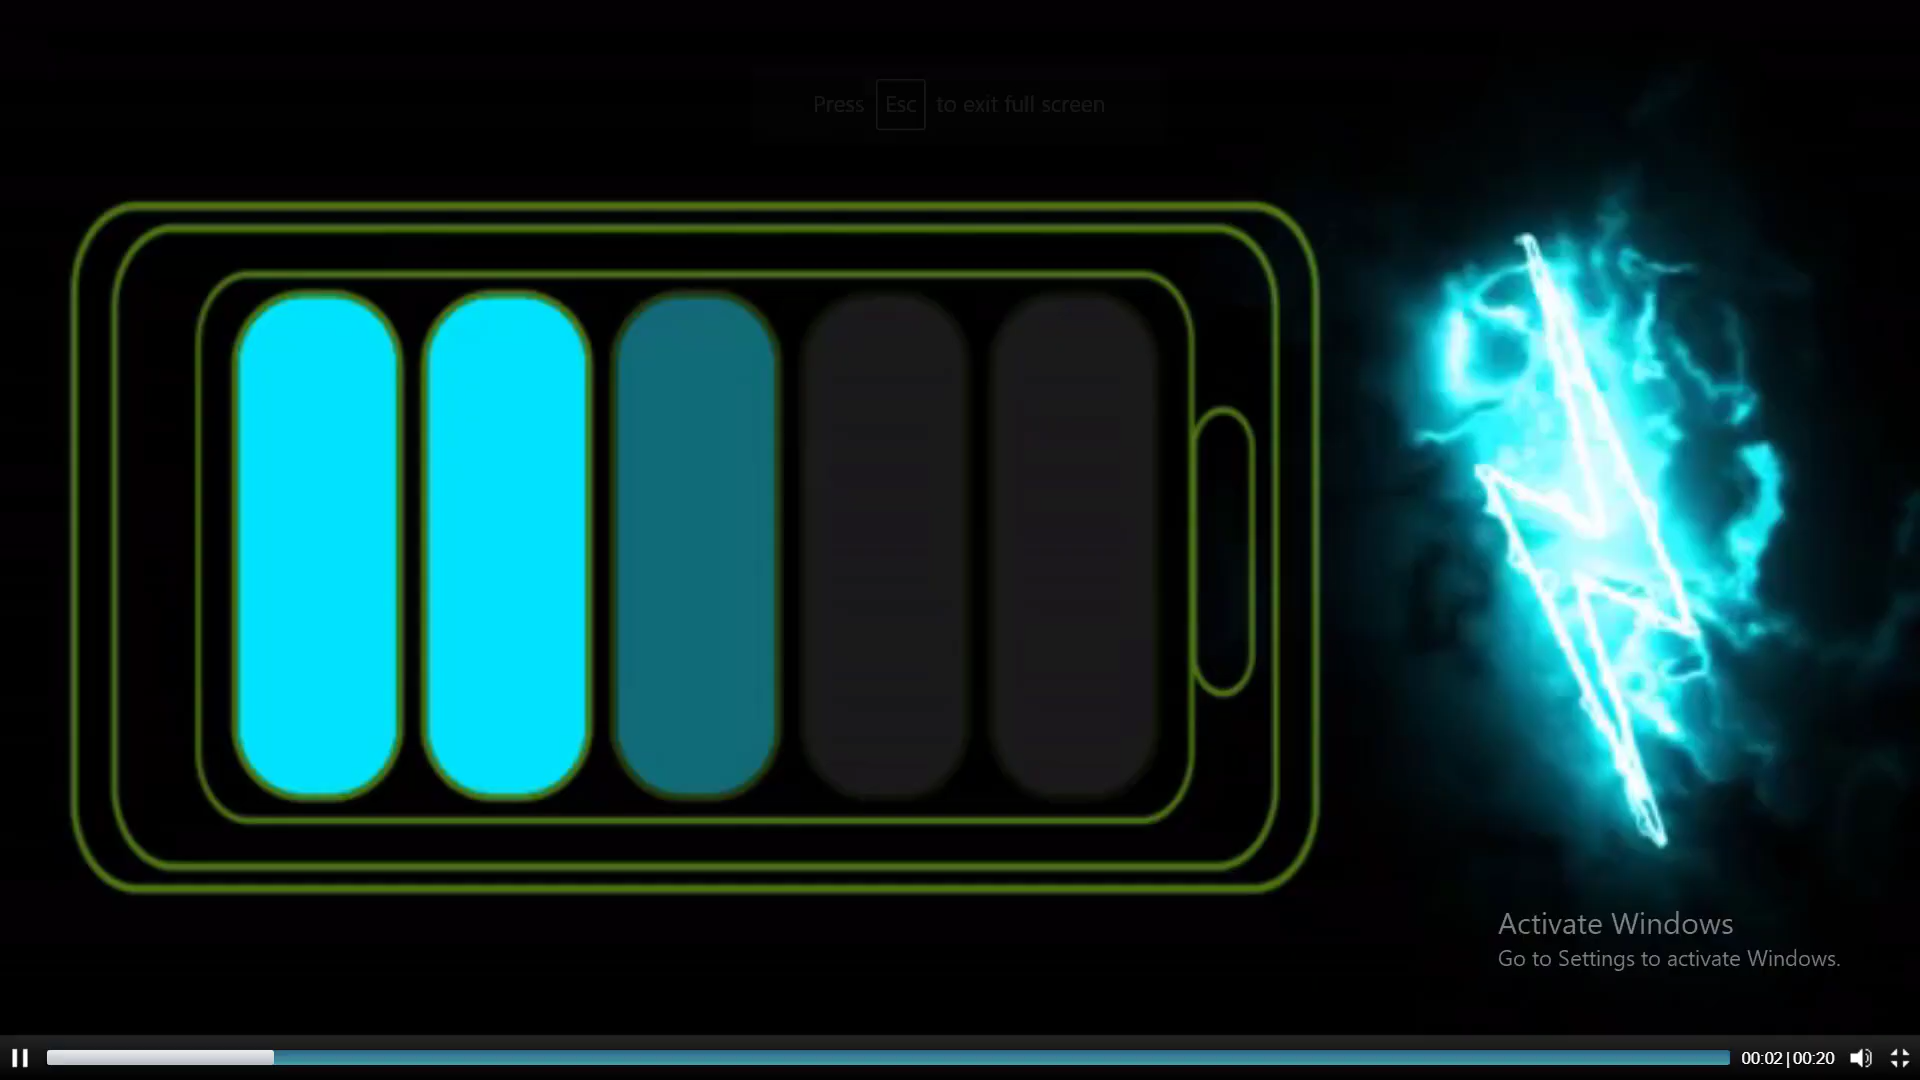 Press Esc to exit full screen
Activate Windows
Go to Settings to activate Windows.
00:02|00:20